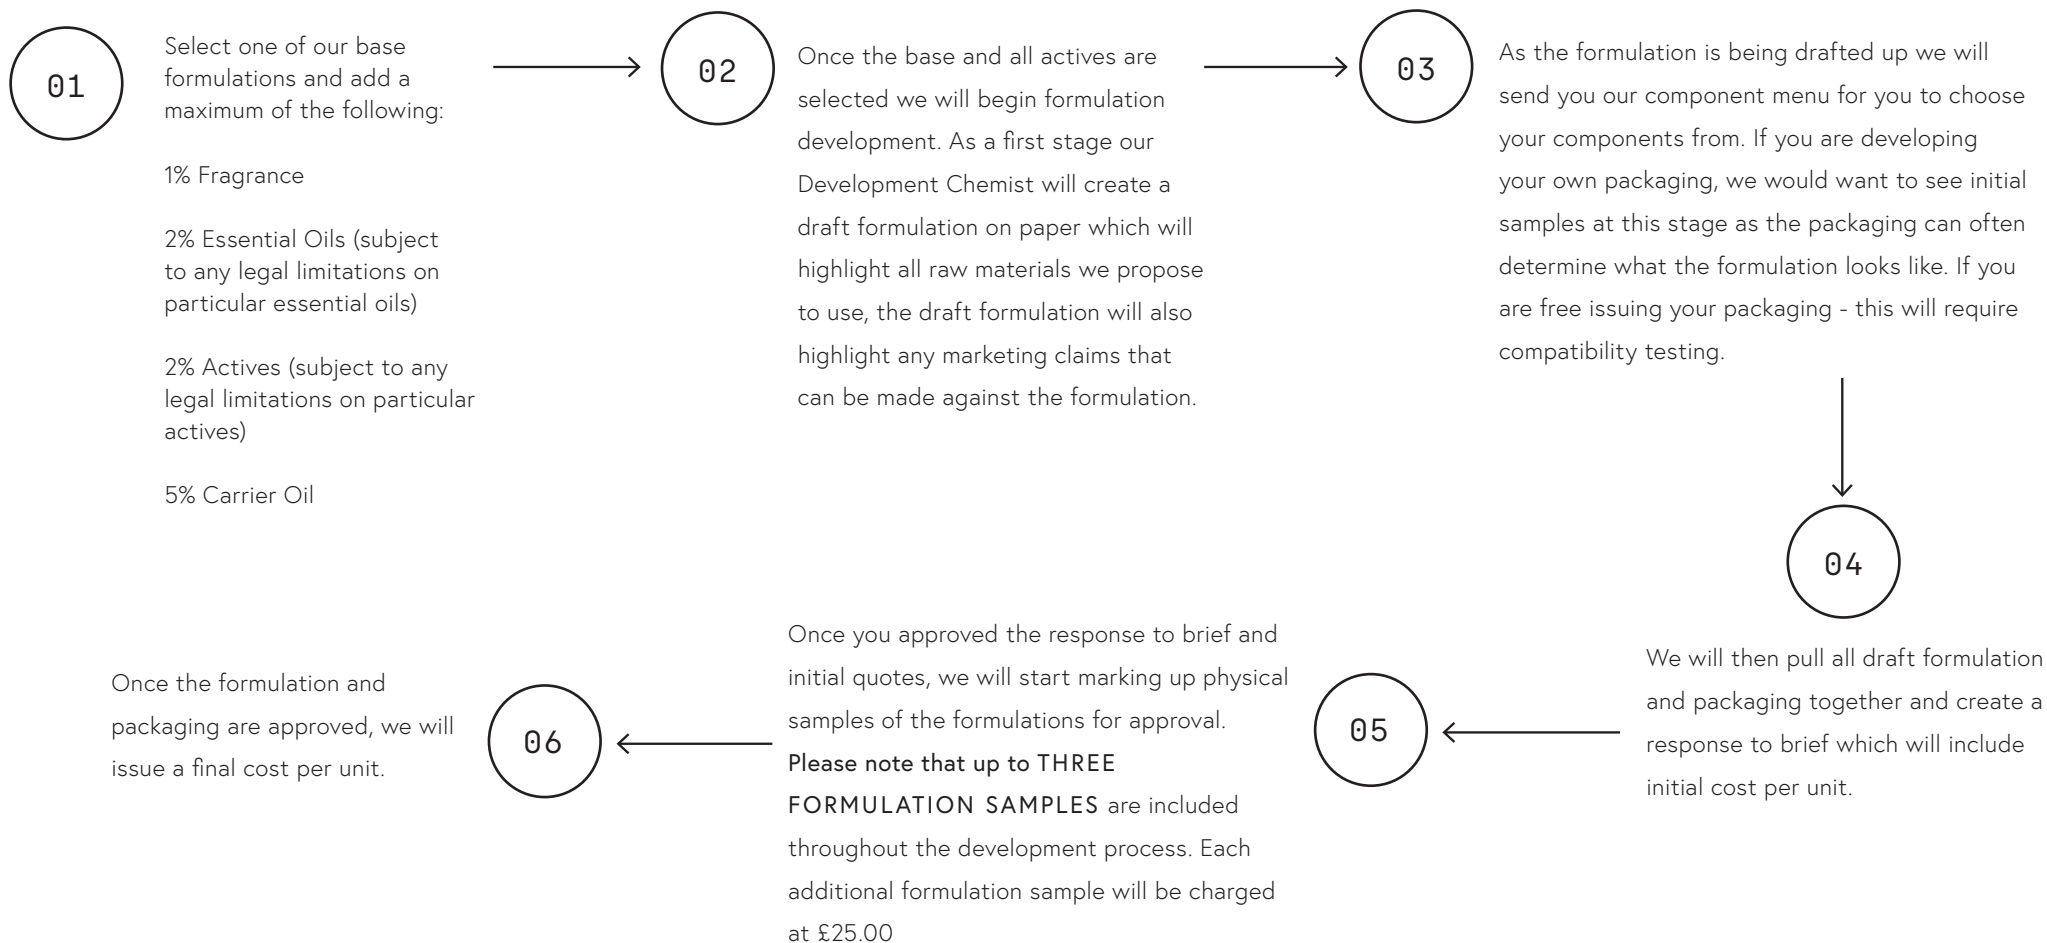 01
Select one of our base
formulations and add a
maximum of the following:
1% Fragrance
2% Essential Oils (subject
to any legal limitations on
particular essential oils)
2% Actives (subject to any
legal limitations on particular
actives)
5% Carrier Oil
02
Once the base and all actives are
selected we will begin formulation
development. As a first stage our
Development Chemist will create a
draft formulation on paper which will
highlight all raw materials we propose
to use, the draft formulation will also
highlight any marketing claims that
can be made against the formulation.
03
As the formulation is being drafted up we will
send you our component menu for you to choose
your components from. If you are developing
your own packaging, we would want to see initial
samples at this stage as the packaging can often
determine what the formulation looks like. If you
are free issuing your packaging - this will require
compatibility testing.
04
We will then pull all draft formulation
and packaging together and create a
response to brief which will include
initial cost per unit.
05
Once you approved the response to brief and
initial quotes, we will start marking up physical
samples of the formulations for approval.
Please note that up to THREE
FORMULATION SAMPLES are included
throughout the development process. Each
additional formulation sample will be charged
at £25.00
06
Once the formulation and
packaging are approved, we will
issue a final cost per unit.